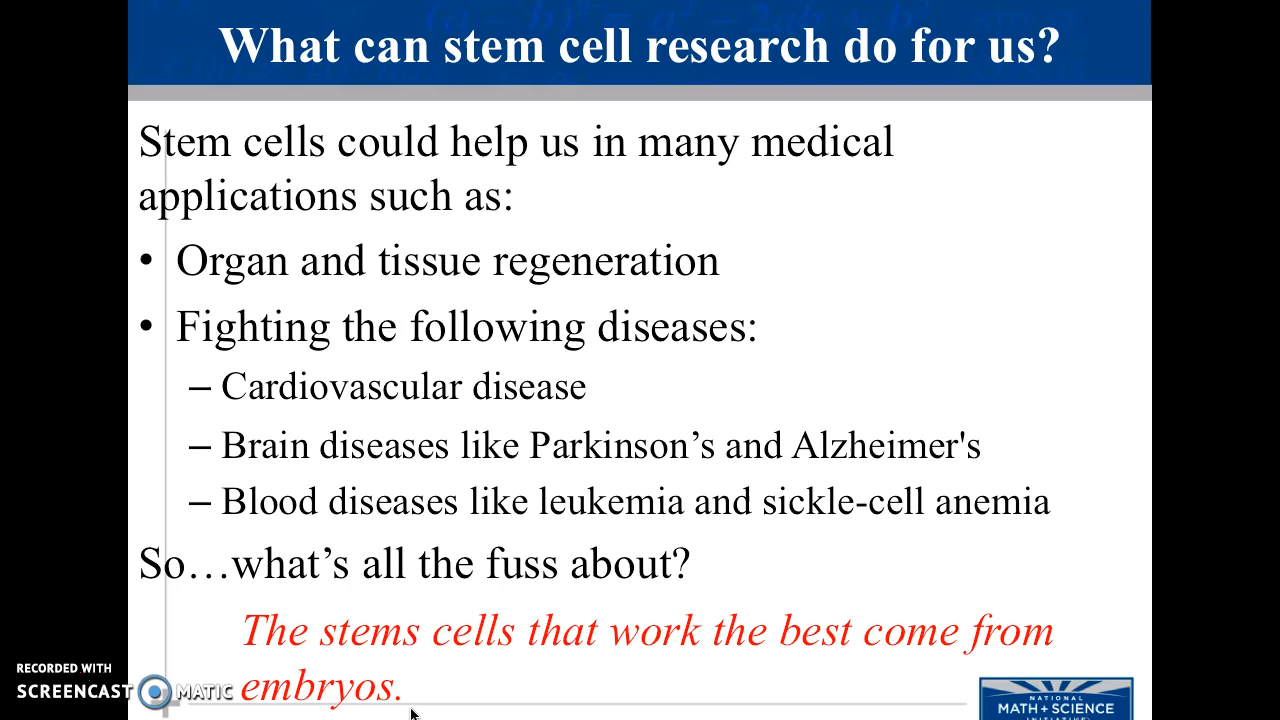 What can stem cell research do for us?
Stem cells could help us in many medical
applications such as:
• Organ and tissue regeneration
• Fighting the following diseases:
– Cardiovascular disease
– Brain diseases like Parkinson’s and Alzheimer's
– Blood diseases like leukemia and sickle-cell anemia
So…what’s all the fuss about?
The stems cells that work the best come from
embryos.
RECORDED WITH
SCREENCAST MATIC
NATIONAL
MATH + SCIENCE
INITIATIVE